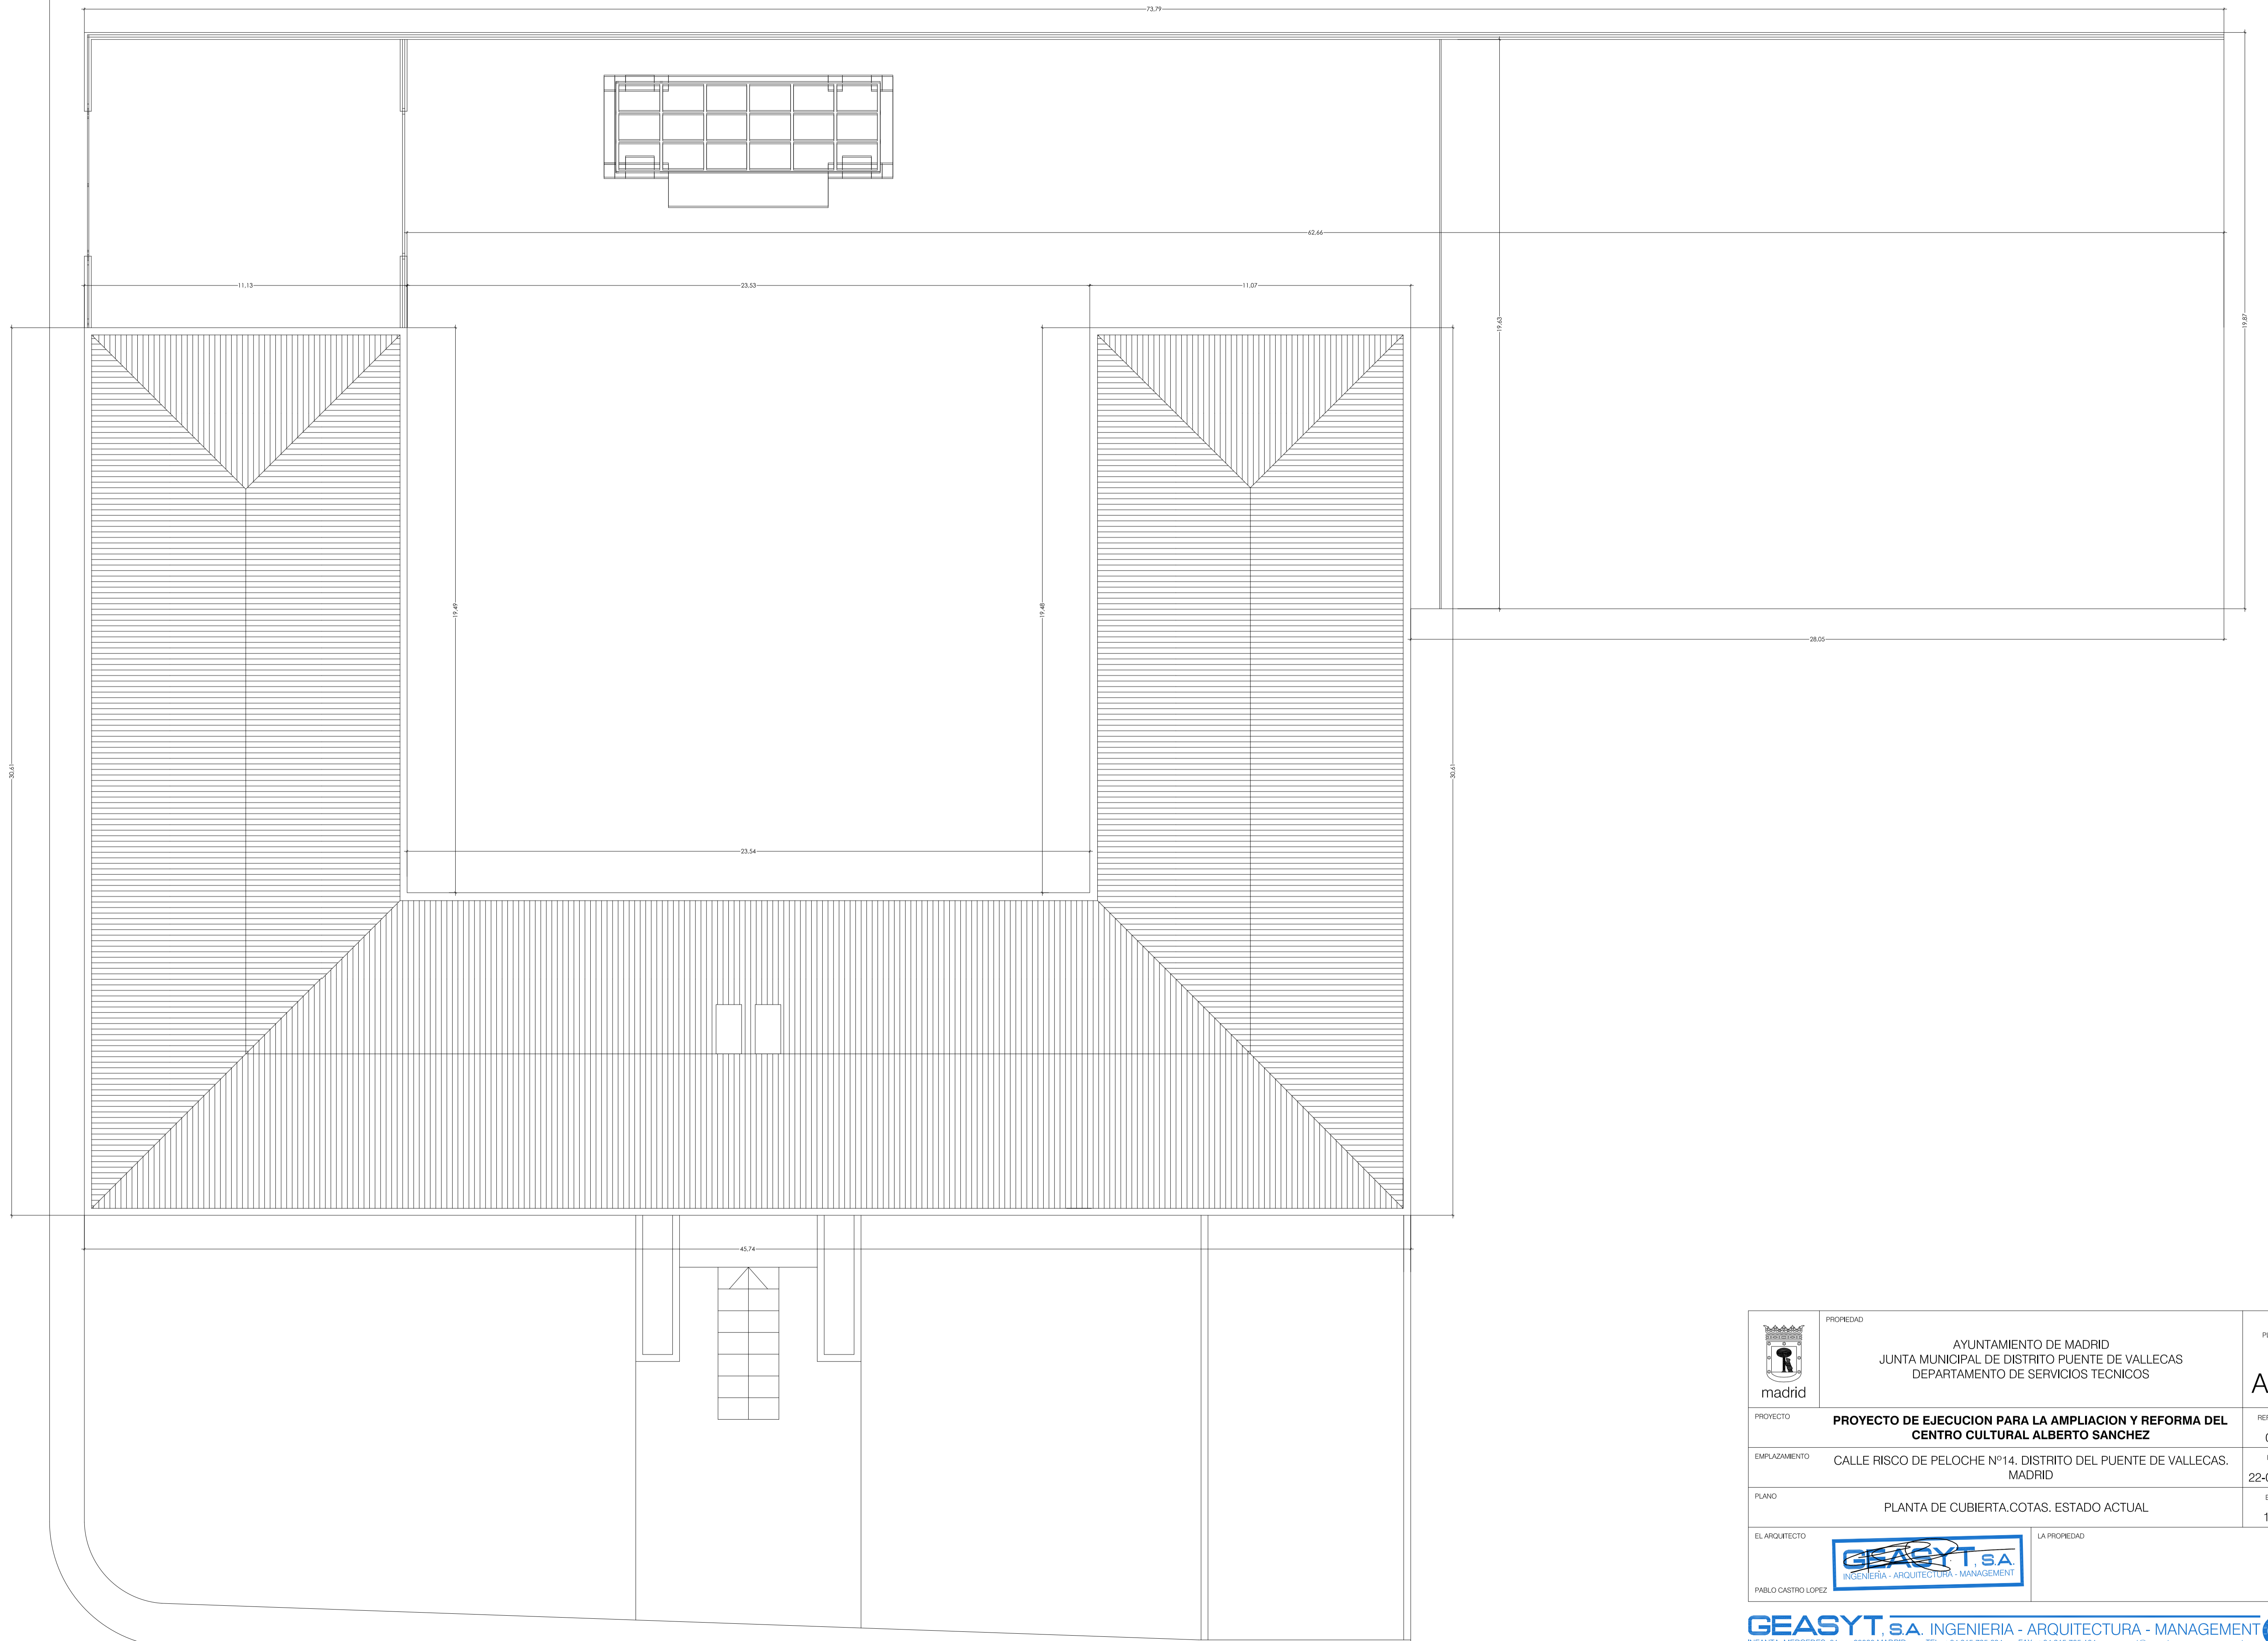 73,79
62,66
11,13
23,53
11,07
19,63
19,87
19,49
19,48
28,05
30,61
30,61
23,54
45,74
madrid
PROPIEDAD
AYUNTAMIENTO DE MADRID
JUNTA MUNICIPAL DE DISTRITO PUENTE DE VALLECAS
DEPARTAMENTO DE SERVICIOS TECNICOS
PROYECTO
PROYECTO DE EJECUCION PARA LA AMPLIACION Y REFORMA DEL
CENTRO CULTURAL ALBERTO SANCHEZ
EMPLAZAMIENTO
CALLE RISCO DE PELOCHE Nº14. DISTRITO DEL PUENTE DE VALLECAS.
MADRID
PLANO
PLANTA DE CUBIERTA.COTAS. ESTADO ACTUAL
EL ARQUITECTO
GEASYT, S.A.
INGENIERIA - ARQUITECTURA - MANAGEMENT
PABLO CASTRO LOPEZ
LA PROPIEDAD
GEASYT, S.A. INGENIERIA - ARQUITECTURA - MANAGEMENT